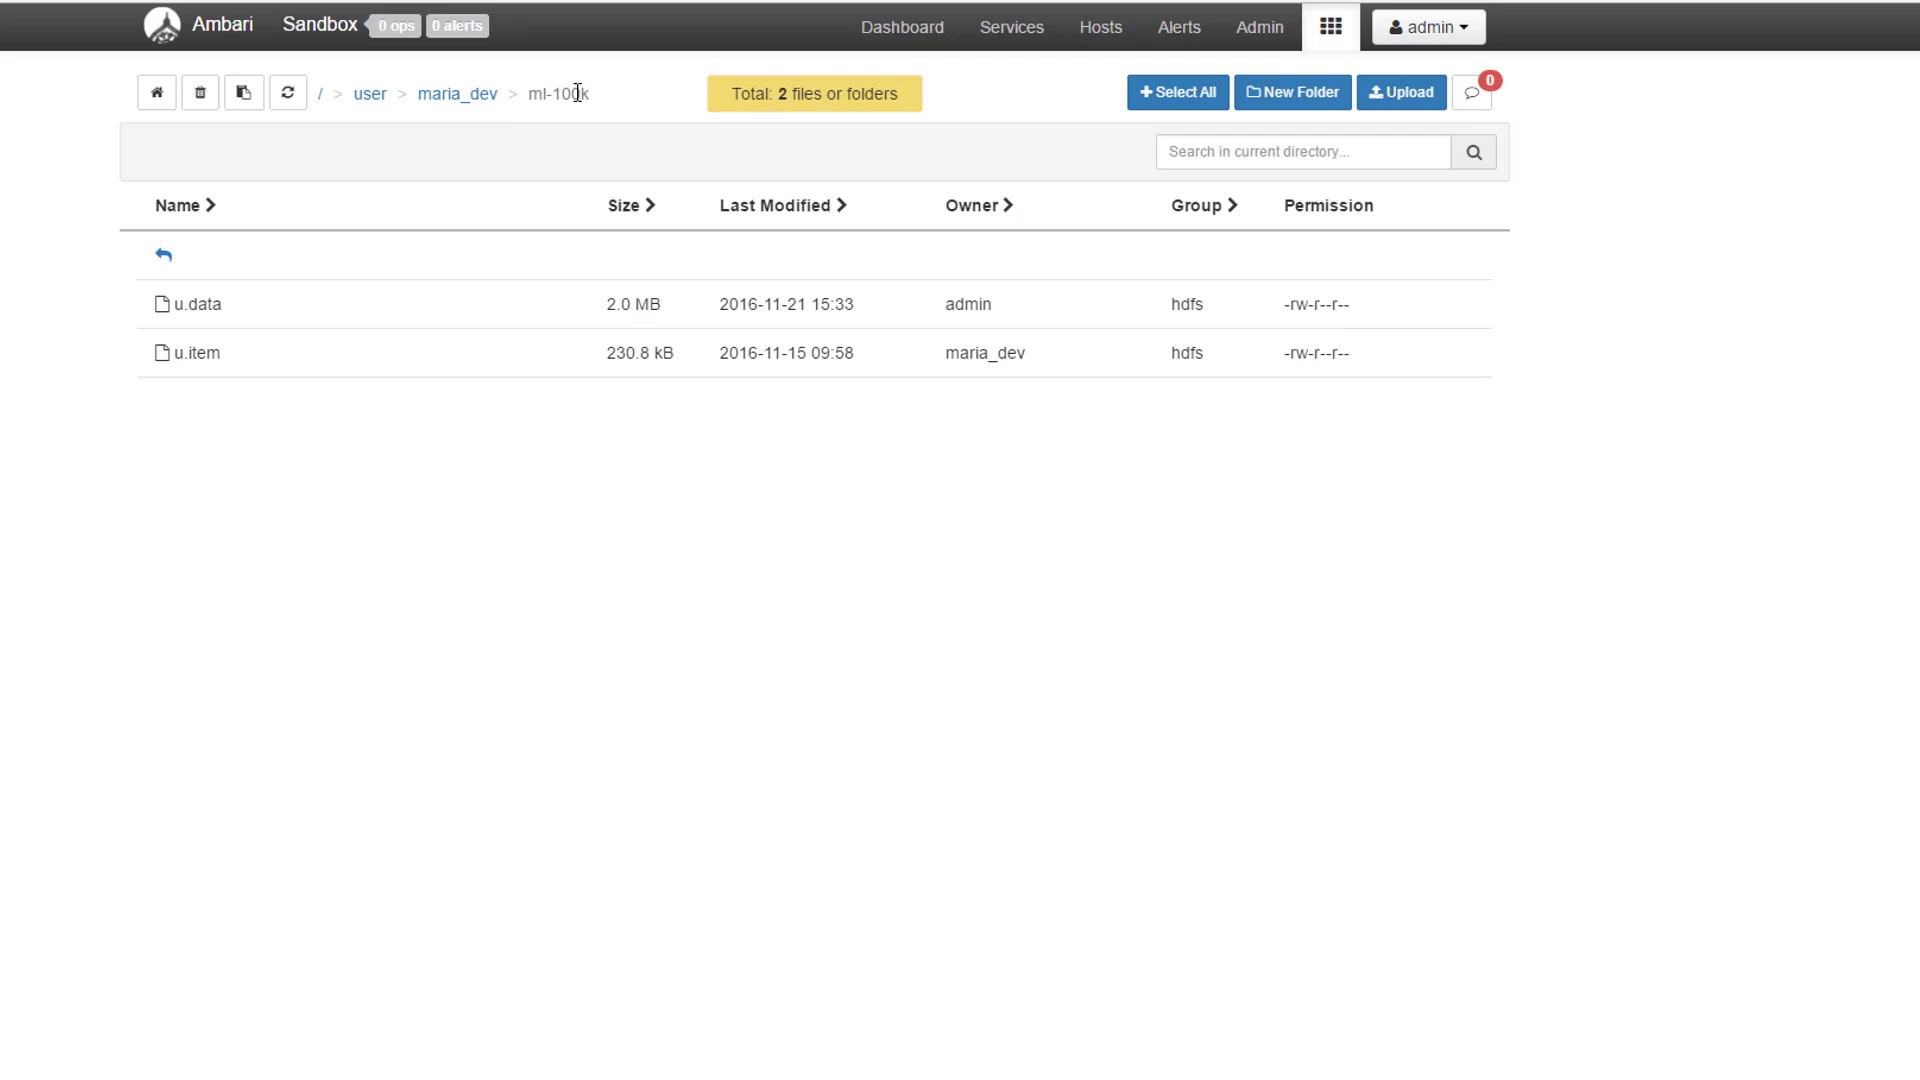 Ambari Sandbox 0 ops 0 alerts Dashboard Services Hosts Alerts Admin admin
/ > user > maria_dev > ml-100k Total: 2 files or folders Select All New Folder Upload 0
Search in current directory...
Name Size Last Modified Owner Group Permission
u.data 2.0 MB 2016-11-21 15:33 admin hdfs -rw-r--r--
u.item 230.8 kB 2016-11-15 09:58 maria_dev hdfs -rw-r--r--